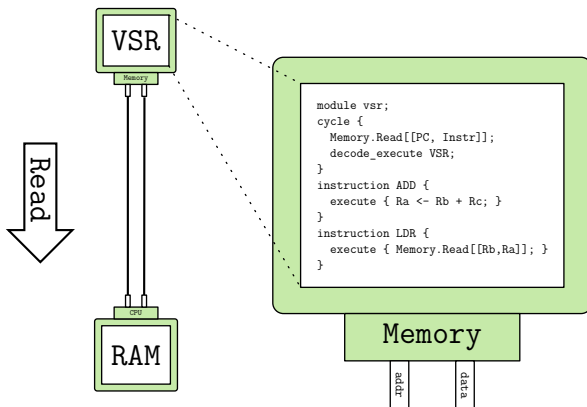 VSR
Memory
Read
CPU
RAM
module vsr;
cycle {
  Memory.Read[[PC, Instr]];
  decode_execute VSR;
}
instruction ADD {
  execute { Ra <- Rb + Rc; }
}
instruction LDR {
  execute { Memory.Read[[Rb,Ra]]; }
}
Memory
addr
data